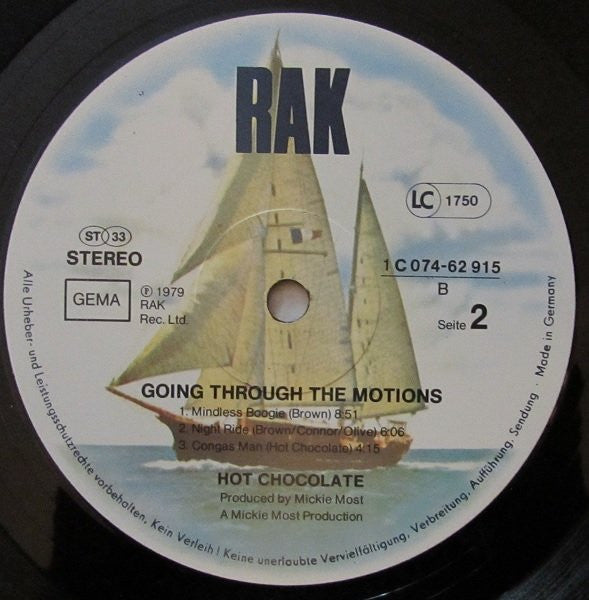 RAK
LC 1750
ST 33
STEREO
GEMA
℗ 1979
RAK
Rec. Ltd.
1 C 074-62 915
B
Seite 2
GOING THROUGH THE MOTIONS
1. Mindless Boogie (Brown) 8:51
2. Night Ride (Brown/Connor/Olive) 6:06
3. Congas Man (Hot Chocolate) 4:15
HOT CHOCOLATE
Produced by Mickie Most
A Mickie Most Production
Alle Urheber- und Leistungsschutzrechte vorbehalten. Kein Verleih! Keine unerlaubte Vervielfältigung, Verbreitung, Aufführung, Sendung · Made in Germany